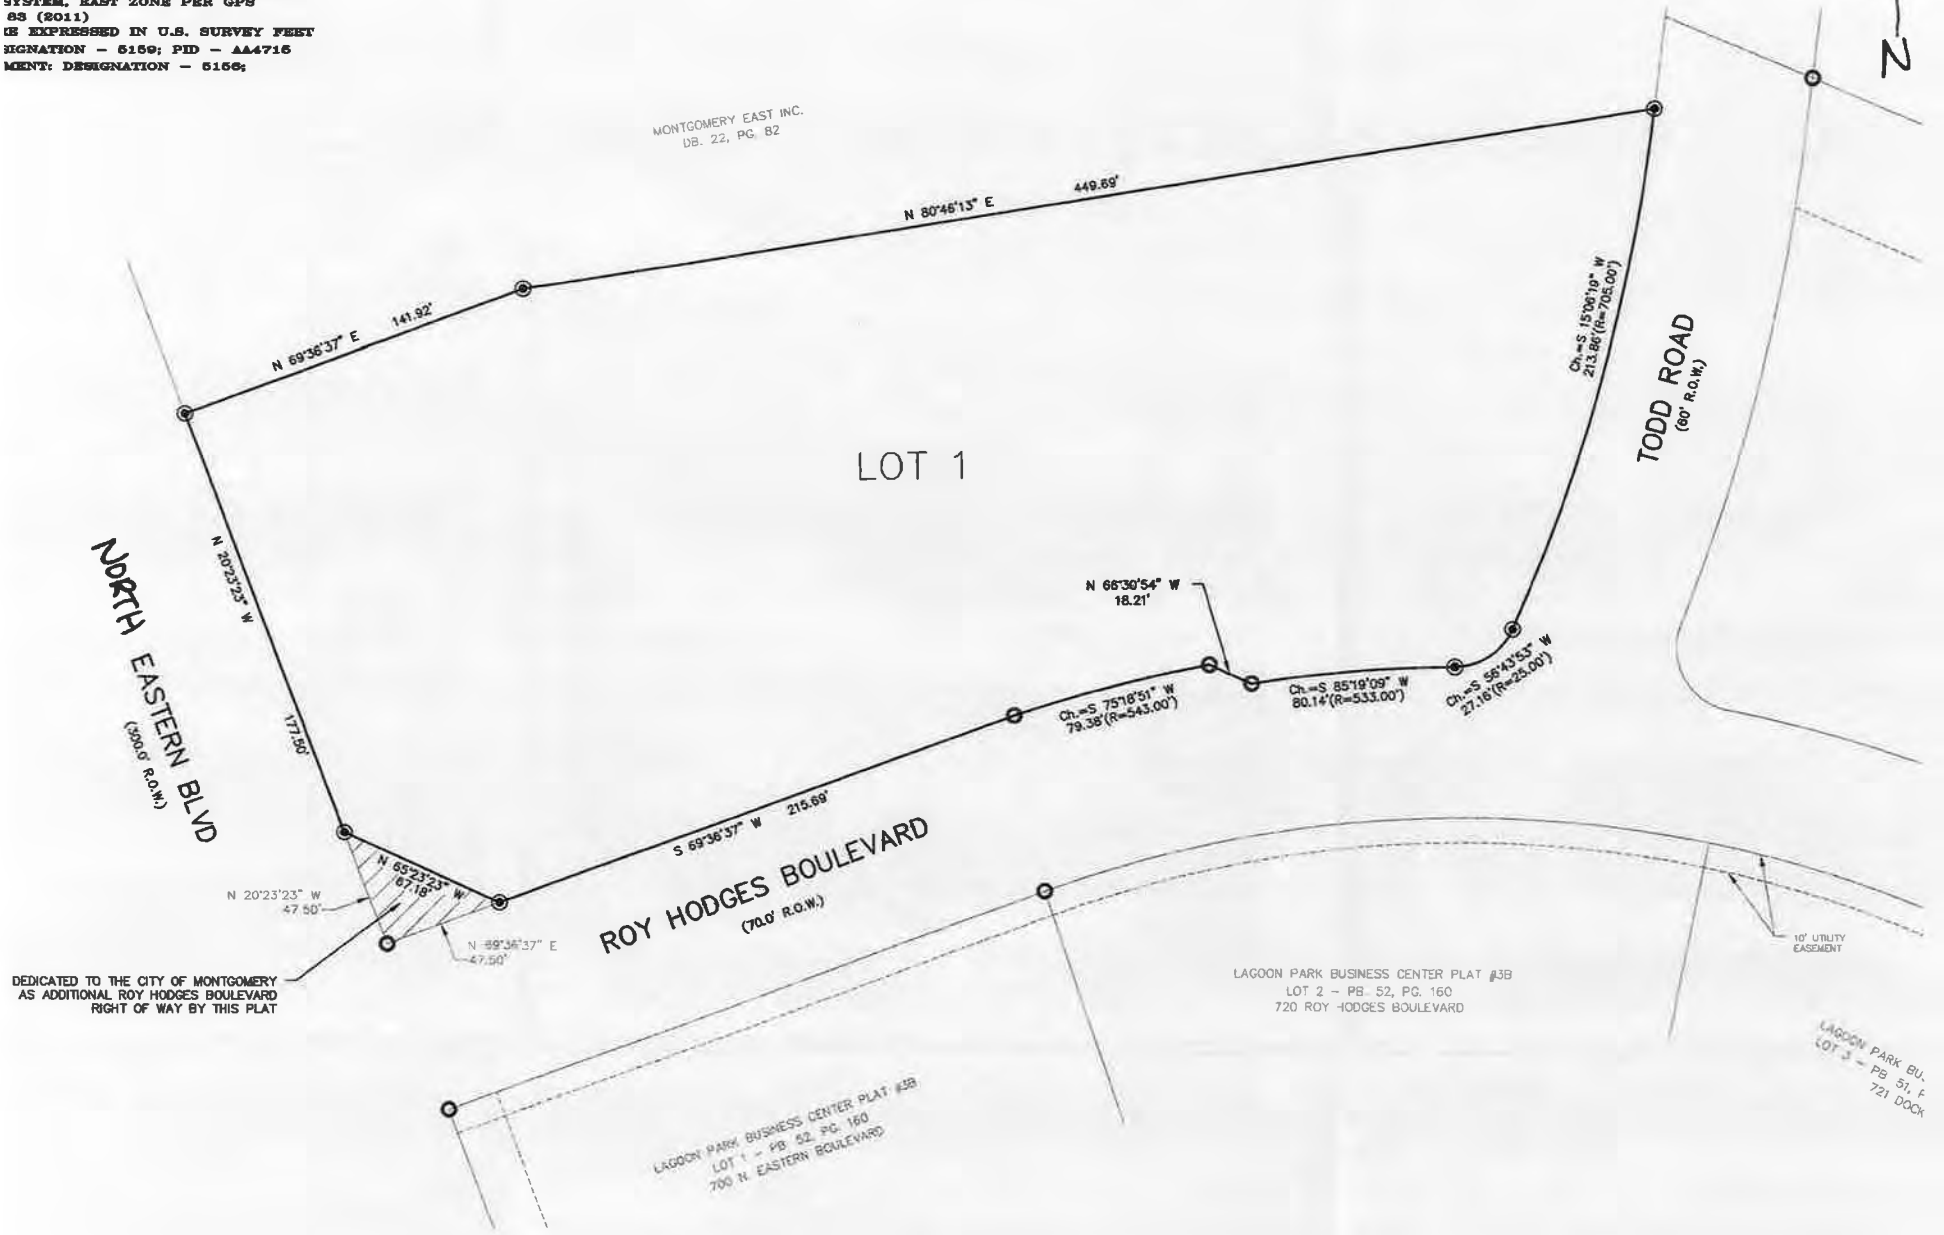 SYSTEM, EAST ZONE PER GPS
83 (2011)
EXPRESSED IN U.S. SURVEY FEET
DESIGNATION - 5159; PID - AA4715
MENT: DESIGNATION - 5156;
N
MONTGOMERY EAST INC.
DB. 22, PG. 82
N 80°46'13" E 449.69'
N 69°36'37" E 141.92'
Ch.=S 15°06'19" W
213.86'(R=705.00')
TODD ROAD
(60' R.O.W.)
LOT 1
N 20°23'23" W 177.50'
NORTH EASTERN BLVD
(300.0' R.O.W.)
N 66°30'54" W
18.21'
Ch.=S 56°43'53" W
27.16'(R=25.00')
Ch.=S 85°19'09" W
80.14'(R=533.00')
Ch.=S 75°18'51" W
79.38'(R=543.00')
S 69°36'37" W 215.69'
ROY HODGES BOULEVARD
(70.0' R.O.W.)
N 65°23'23" W
67.18'
N 20°23'23" W
47.50'
N 69°36'37" E
47.50'
DEDICATED TO THE CITY OF MONTGOMERY
AS ADDITIONAL ROY HODGES BOULEVARD
RIGHT OF WAY BY THIS PLAT
10' UTILITY
EASEMENT
LAGOON PARK BUSINESS CENTER PLAT #3B
LOT 2 - PB. 52, PG. 160
720 ROY HODGES BOULEVARD
LAGOON PARK BUSINESS CENTER PLAT #3B
LOT 1 - PB. 52, PG. 160
700 N. EASTERN BOULEVARD
LAGOON PARK BU
LOT 3 - PB 51, P
721 DOCK